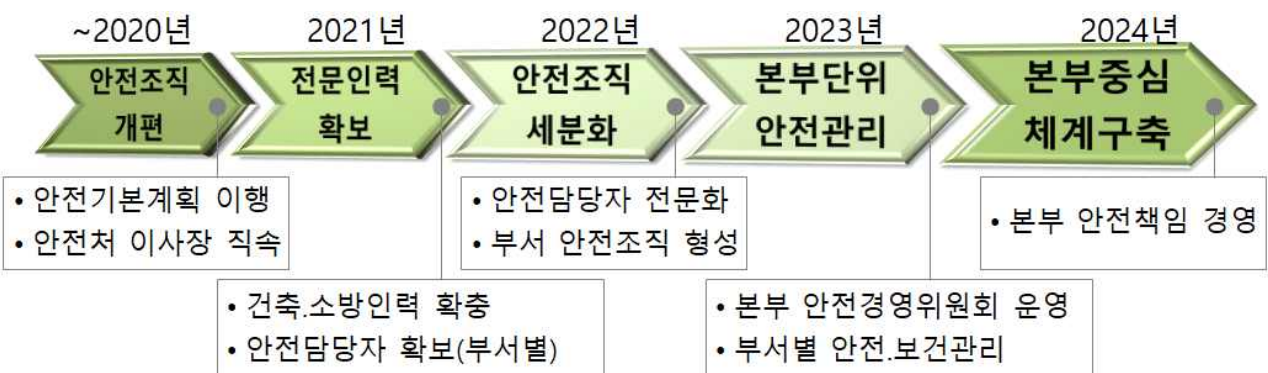 ~2020년
2021년
2022년
2023년
2024년
안전조직
개편
전문인력
확보
안전조직
세분화
본부단위
안전관리
본부중심
체계구축
• 안전기본계획 이행
• 안전처 이사장 직속
• 건축.소방인력 확충
• 안전담당자 확보(부서별)
• 안전담당자 전문화
• 부서 안전조직 형성
• 본부 안전경영위원회 운영
• 부서별 안전.보건관리
• 본부 안전책임 경영